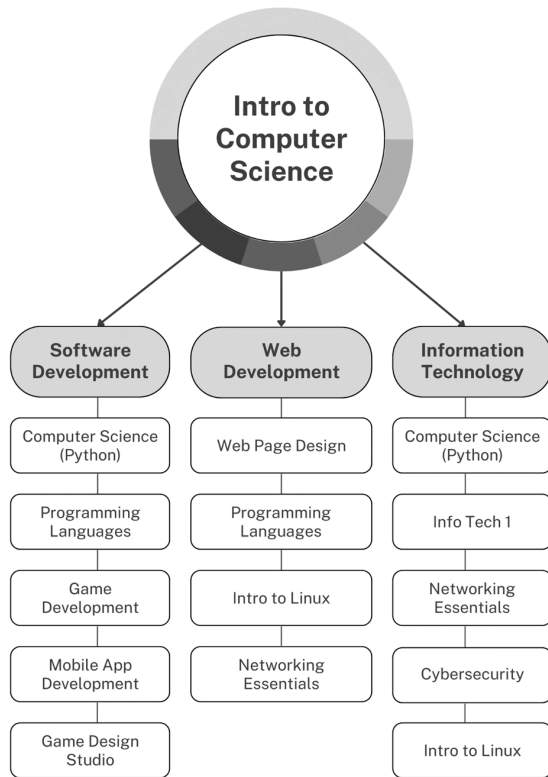 Intro to
Computer
Science
Software
Development
Computer Science
(Python)
Programming
Languages
Game
Development
Mobile App
Development
Game Design
Studio
Web
Development
Web Page Design
Programming
Languages
Intro to Linux
Networking
Essentials
Information
Technology
Computer Science
(Python)
Info Tech 1
Networking
Essentials
Cybersecurity
Intro to Linux